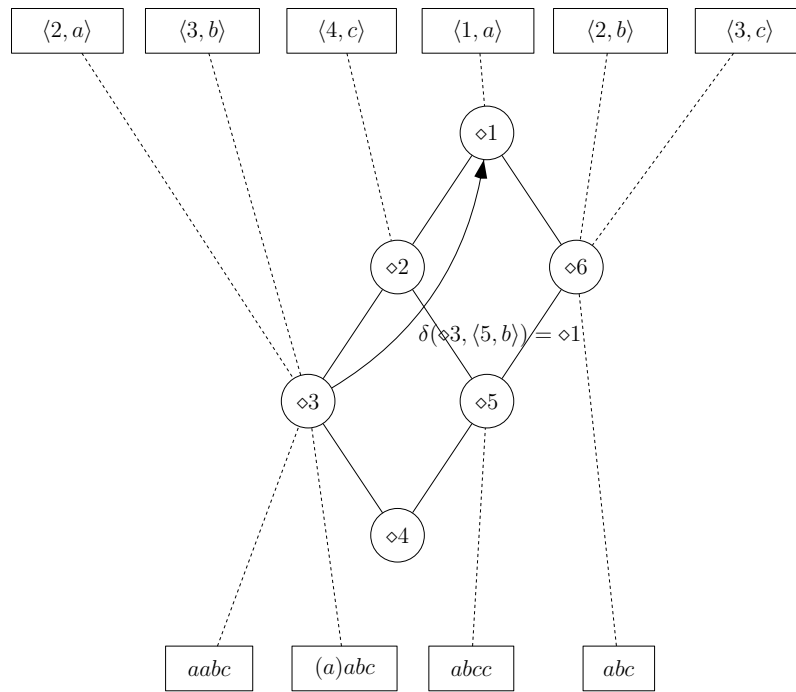 ⟨2, a⟩ ⟨3, b⟩ ⟨4, c⟩ ⟨1, a⟩ ⟨2, b⟩ ⟨3, c⟩
⋄1
⋄2 ⋄6
δ(⋄3, ⟨5, b⟩) = ⋄1
⋄3 ⋄5
⋄4
aabc (a)abc abcc abc